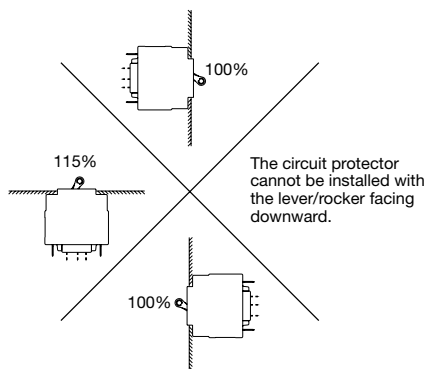 100%
115%
The circuit protector
cannot be installed with
the lever/rocker facing
downward.
100%